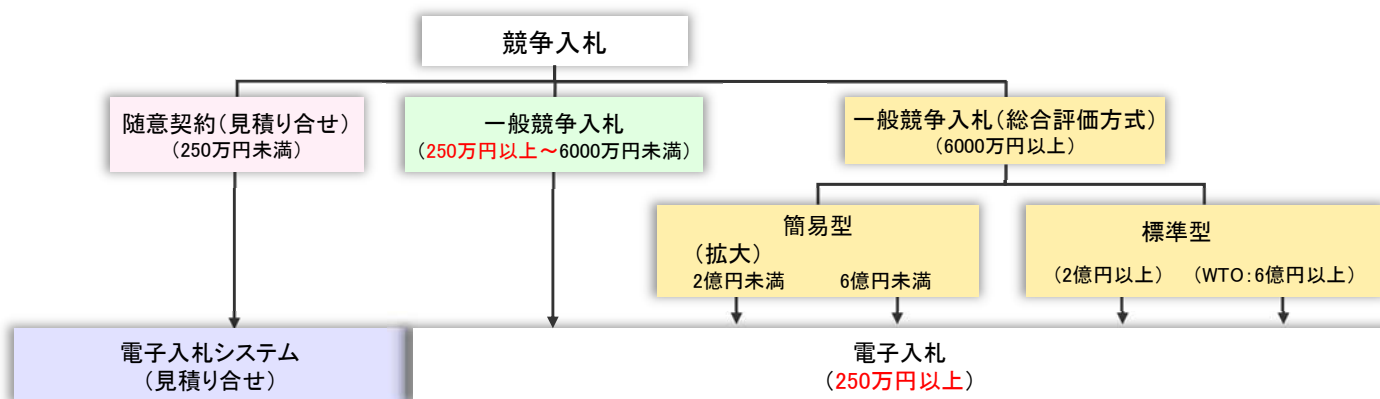 競争入札
随意契約(見積り合せ)
(250万円未満)
一般競争入札
(250万円以上～6000万円未満)
一般競争入札(総合評価方式)
(6000万円以上)
簡易型
(拡大)
2億円未満 6億円未満
標準型
(2億円以上) (WTO:6億円以上)
電子入札システム
(見積り合せ)
電子入札
(250万円以上)